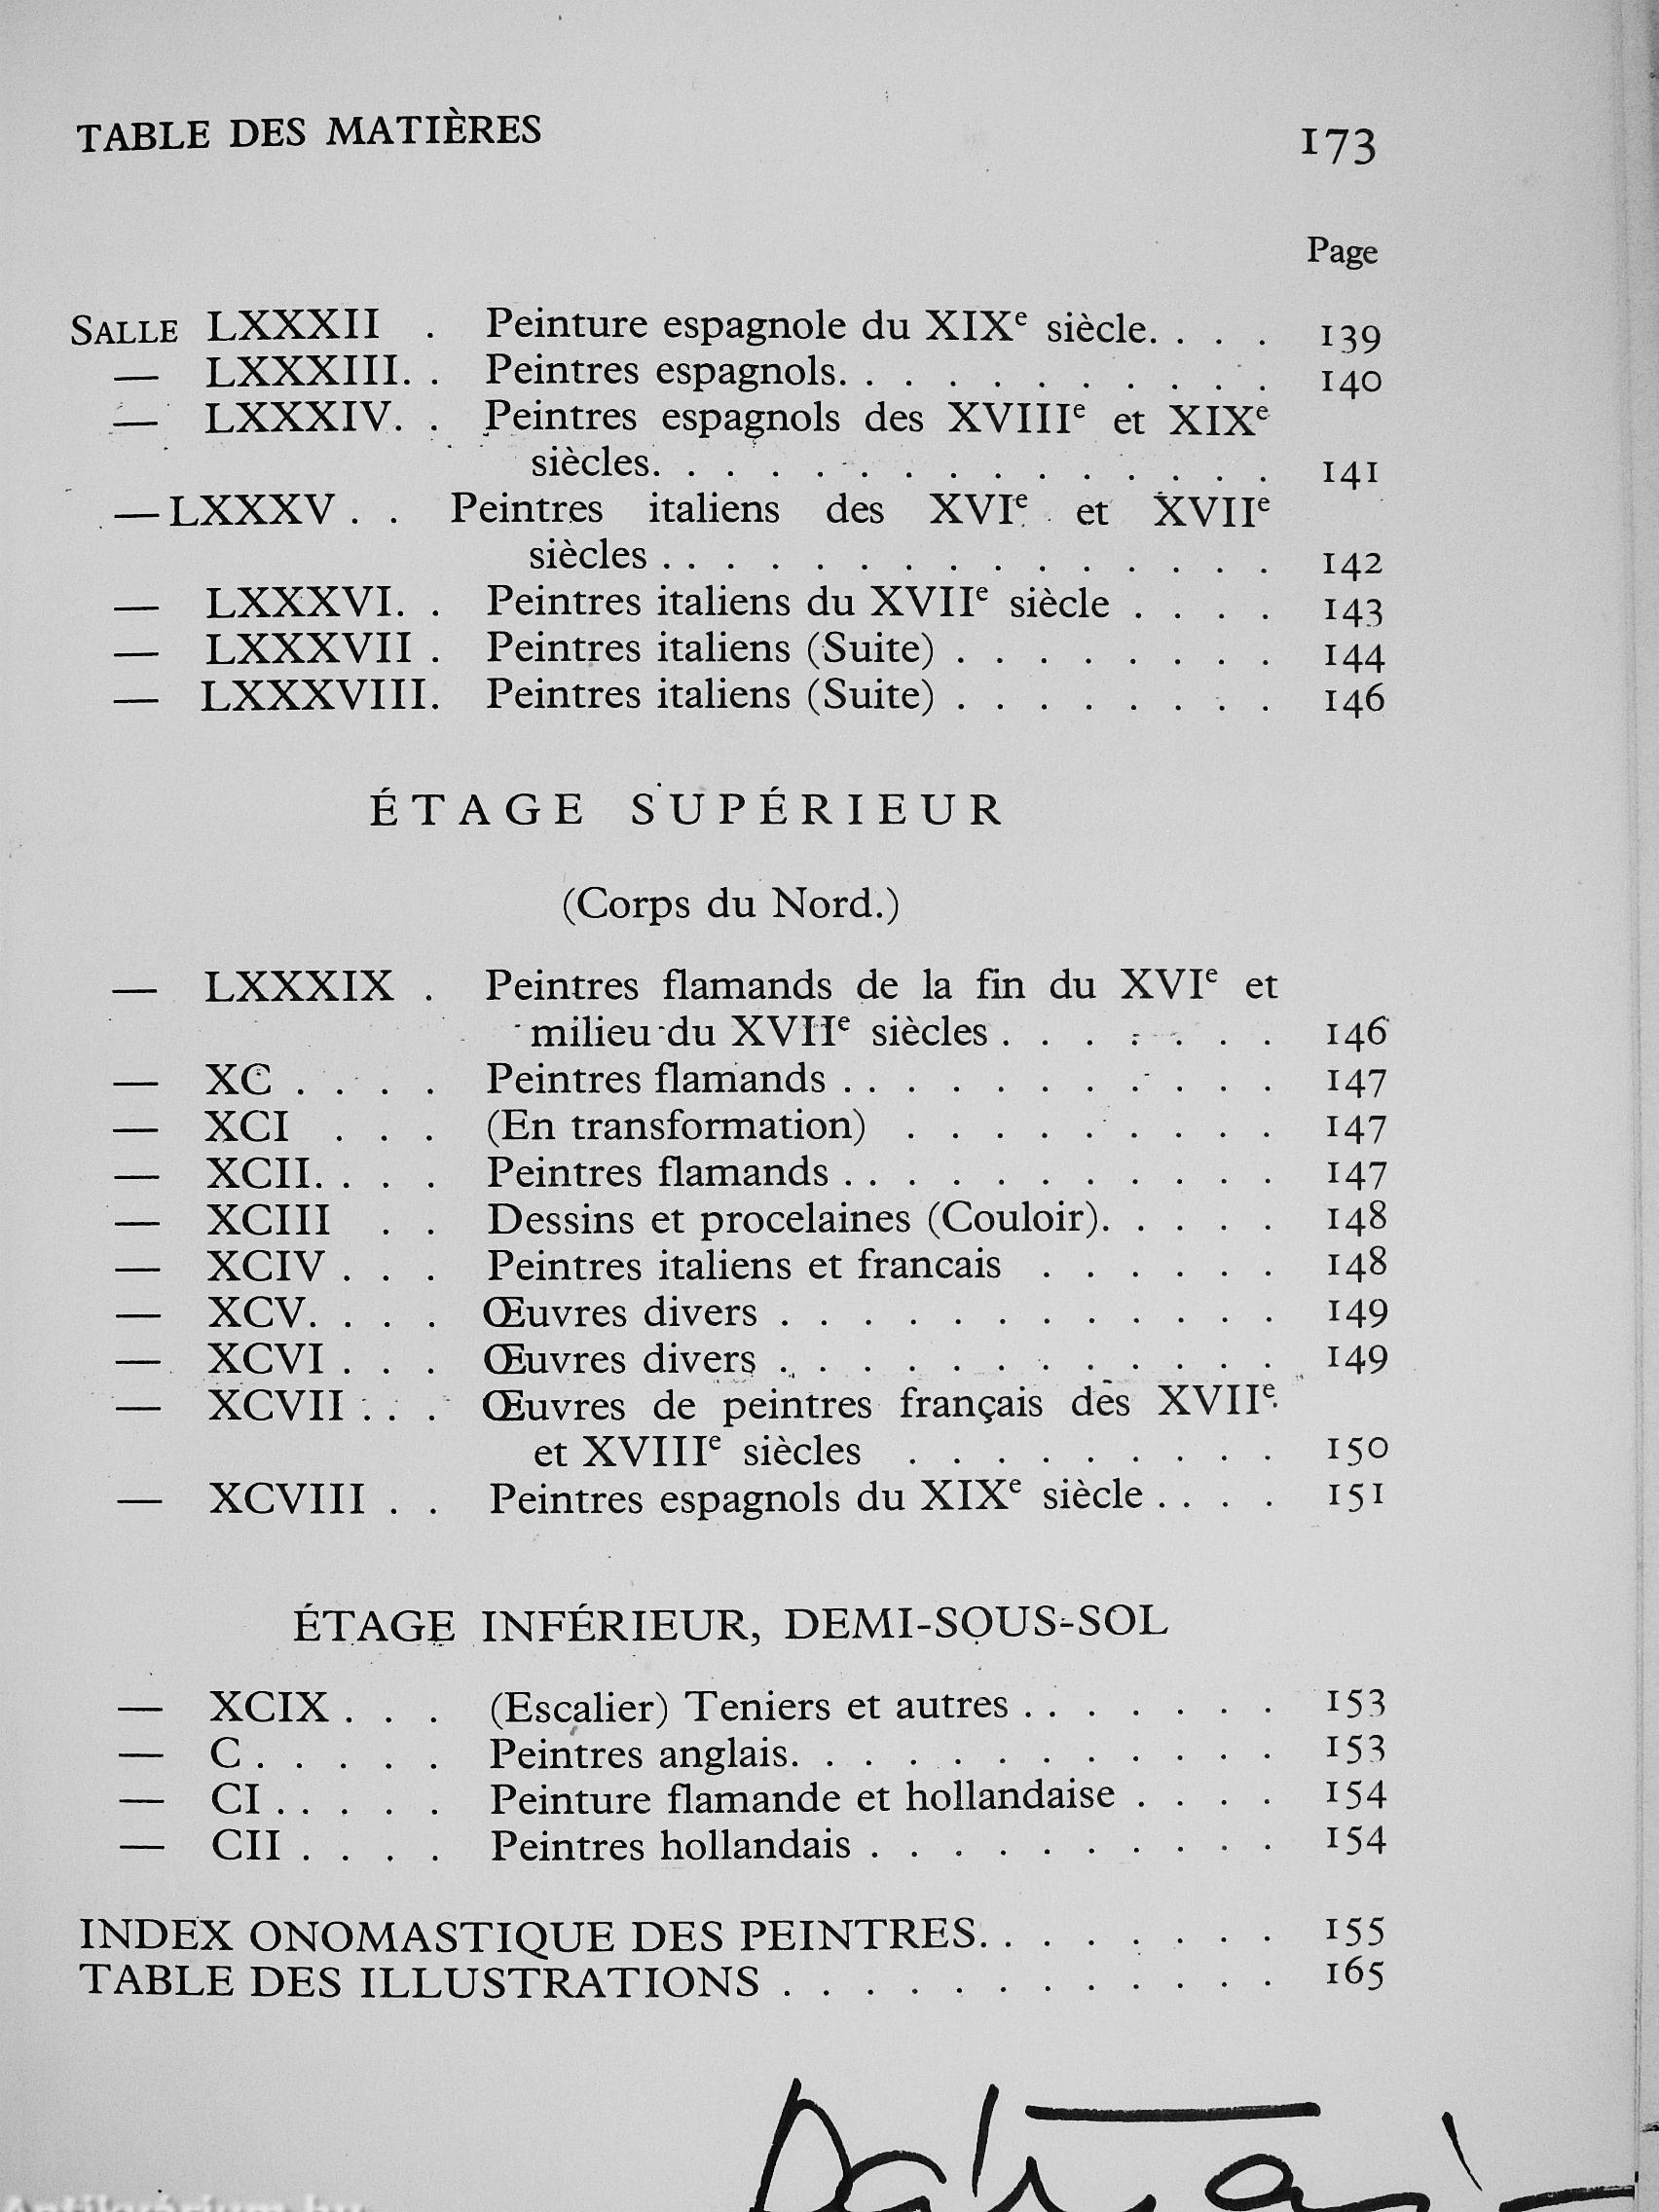 TABLE DES MATIÈRES 173
Page
SALLE LXXXII . Peinture espagnole du XIXe siècle. . . . 139
— LXXXIII. . Peintres espagnols. . . . . . . . . . . 140
— LXXXIV. . Peintres espagnols des XVIIIe et XIXe
siècles. . . . . . . . . . . . . . . 141
— LXXXV . . Peintres italiens des XVIe et XVIIe
siècles . . . . . . . . . . . . . . . 142
— LXXXVI. . Peintres italiens du XVIIe siècle . . . . 143
— LXXXVII . Peintres italiens (Suite) . . . . . . . . 144
— LXXXVIII. Peintres italiens (Suite) . . . . . . . . 146
ÉTAGE SUPÉRIEUR
(Corps du Nord.)
— LXXXIX . Peintres flamands de la fin du XVIe et
milieu du XVIIe siècles . . . . . . . 146
— XC . . . . Peintres flamands . . . . . . . . . . . 147
— XCI . . . (En transformation) . . . . . . . . . 147
— XCII. . . . Peintres flamands . . . . . . . . . . . 147
— XCIII . . Dessins et procelaines (Couloir). . . . . 148
— XCIV . . . Peintres italiens et francais . . . . . . 148
— XCV. . . . Œuvres divers . . . . . . . . . . . . 149
— XCVI . . . Œuvres divers . . . . . . . . . . . . 149
— XCVII . . . Œuvres de peintres français des XVIIe
et XVIIIe siècles . . . . . . . . . 150
— XCVIII . . Peintres espagnols du XIXe siècle . . . . 151
ÉTAGE INFÉRIEUR, DEMI-SOUS-SOL
— XCIX . . . (Escalier) Teniers et autres . . . . . . . 153
— C . . . . . Peintres anglais. . . . . . . . . . . . 153
— CI . . . . . Peinture flamande et hollandaise . . . . 154
— CII . . . . Peintres hollandais . . . . . . . . . . 154
INDEX ONOMASTIQUE DES PEINTRES. . . . . . . . 155
TABLE DES ILLUSTRATIONS . . . . . . . . . . . . 165